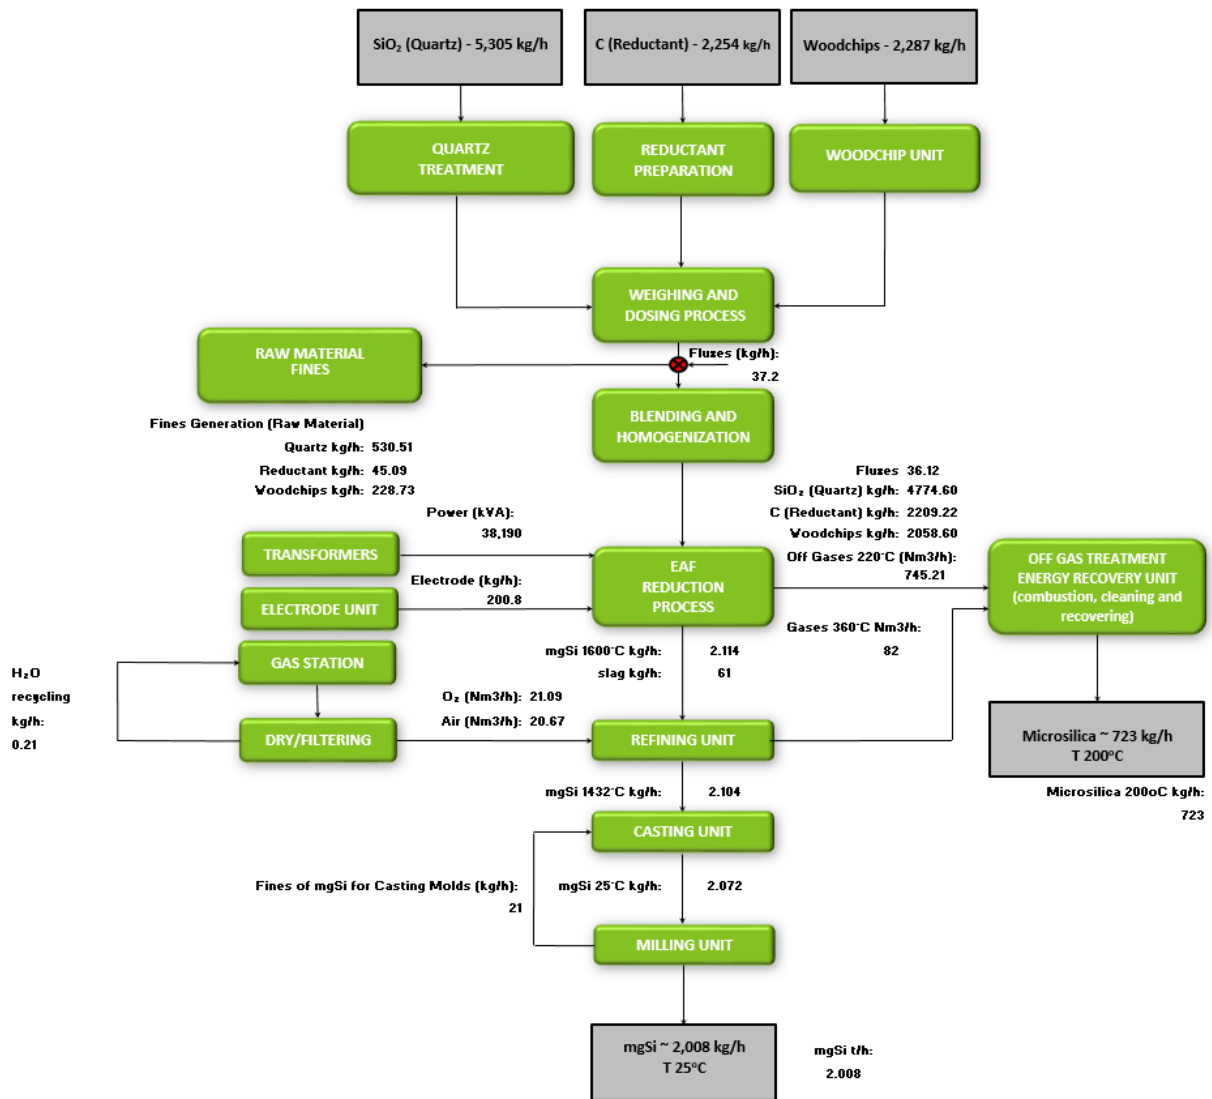 SiO₂ (Quartz) - 5,305 kg/h
C (Reductant) - 2,254 kg/h
Woodchips - 2,287 kg/h
QUARTZ
TREATMENT
REDUCTANT
PREPARATION
WOODCHIP UNIT
WEIGHING AND
DOSING PROCESS
RAW MATERIAL
FINES
Fluxes (kg/h):
37.2
BLENDING AND
HOMOGENIZATION
Fines Generation (Raw Material)
Quartz kg/h: 530.51
Reductant kg/h: 45.09
Woodchips kg/h: 228.73
Fluxes 36.12
SiO₂ (Quartz) kg/h: 4774.60
C (Reductant) kg/h: 2209.22
Woodchips kg/h: 2058.60
Power (kVA):
38,190
TRANSFORMERS
Electrode (kg/h):
200.8
ELECTRODE UNIT
EAF
REDUCTION
PROCESS
Off Gases 220°C (Nm3/h):
745.21
OFF GAS TREATMENT
ENERGY RECOVERY UNIT
(combustion, cleaning and
recovering)
Gases 360°C Nm3/h:
82
GAS STATION
mgSi 1600°C kg/h: 2.114
slag kg/h: 61
H₂O
recycling
kg/h:
0.21
O₂ (Nm3/h): 21.09
Air (Nm3/h): 20.67
DRY/FILTERING
REFINING UNIT
Microsilica ~ 723 kg/h
T 200°C
Microsilica 200oC kg/h:
723
mgSi 1432°C kg/h: 2.104
CASTING UNIT
Fines of mgSi for Casting Molds (kg/h):
21
mgSi 25°C kg/h: 2.072
MILLING UNIT
mgSi ~ 2,008 kg/h
T 25°C
mgSi t/h:
2.008